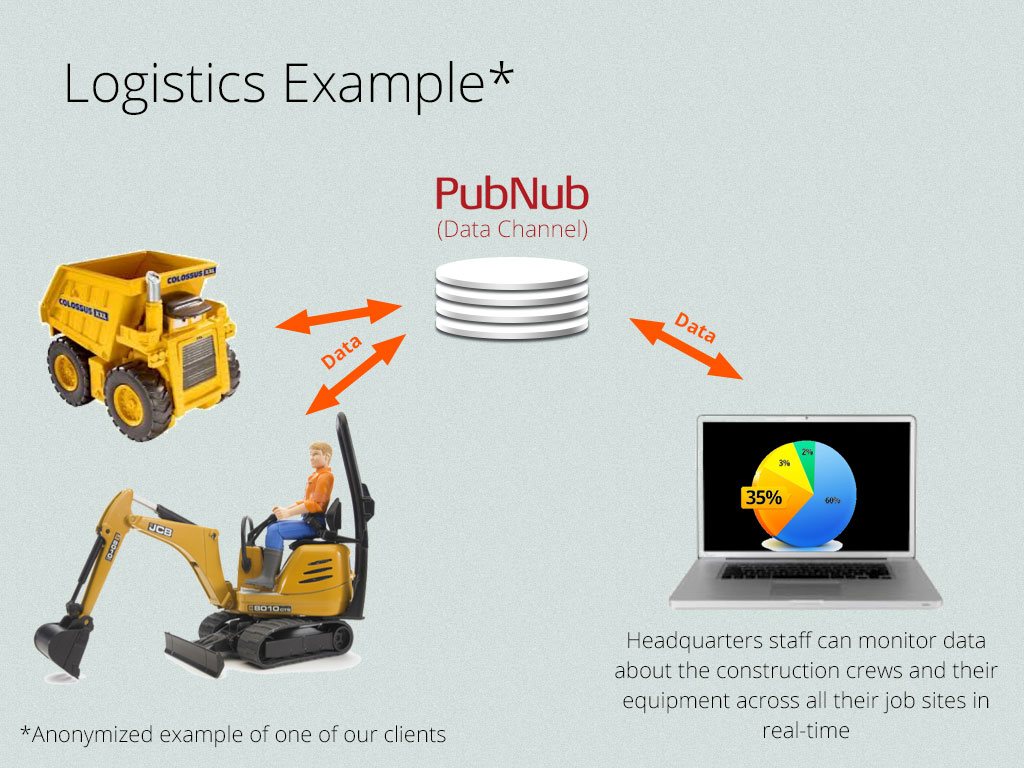 Logistics Example*
PubNub
(Data Channel)
COLOSSUS XXL
COLOSSUS XXL
Data
Data
JCB
8010 CTS
2%
3%
35%
60%
Headquarters staff can monitor data
about the construction crews and their
equipment across all their job sites in
real-time
*Anonymized example of one of our clients